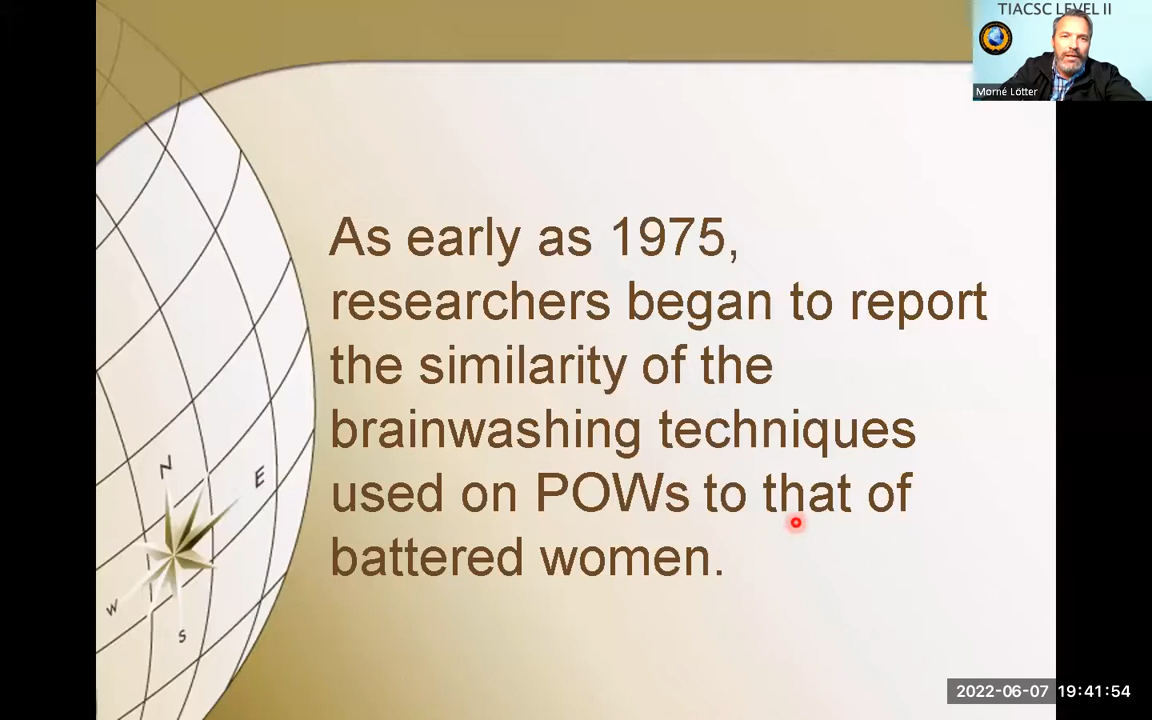 TIACSC LEVEL II
Morné Lötter
As early as 1975,
researchers began to report
the similarity of the
brainwashing techniques
used on POWs to that of
battered women.
N
E
W
S
2022-06-07 19:41:54